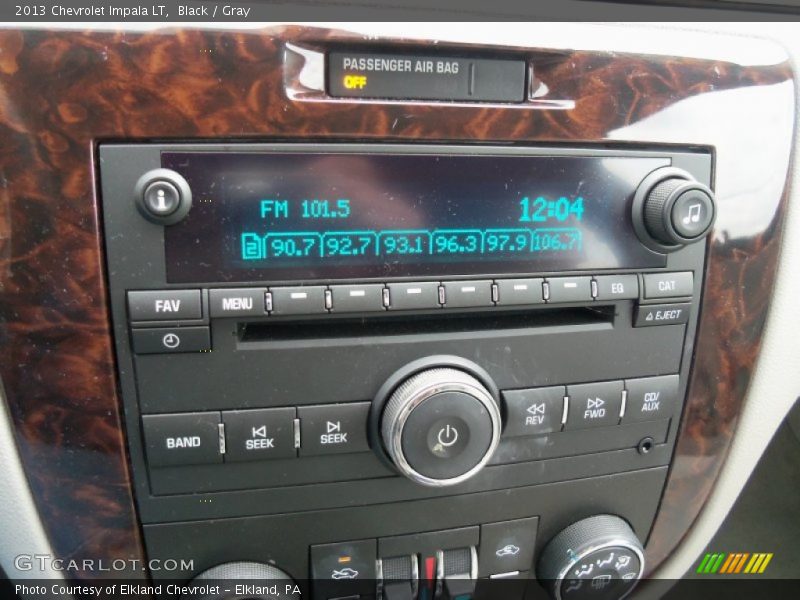 2013 Chevrolet Impala LT, Black / Gray
PASSENGER AIR BAG
OFF
i
FM 101.5 12:04
90.7 92.7 93.1 96.3 97.9 106.7
FAV MENU EQ CAT
EJECT
BAND SEEK SEEK REV FWD CD/AUX
GTCARLOT.COM
Photo Courtesy of Elkland Chevrolet – Elkland, PA